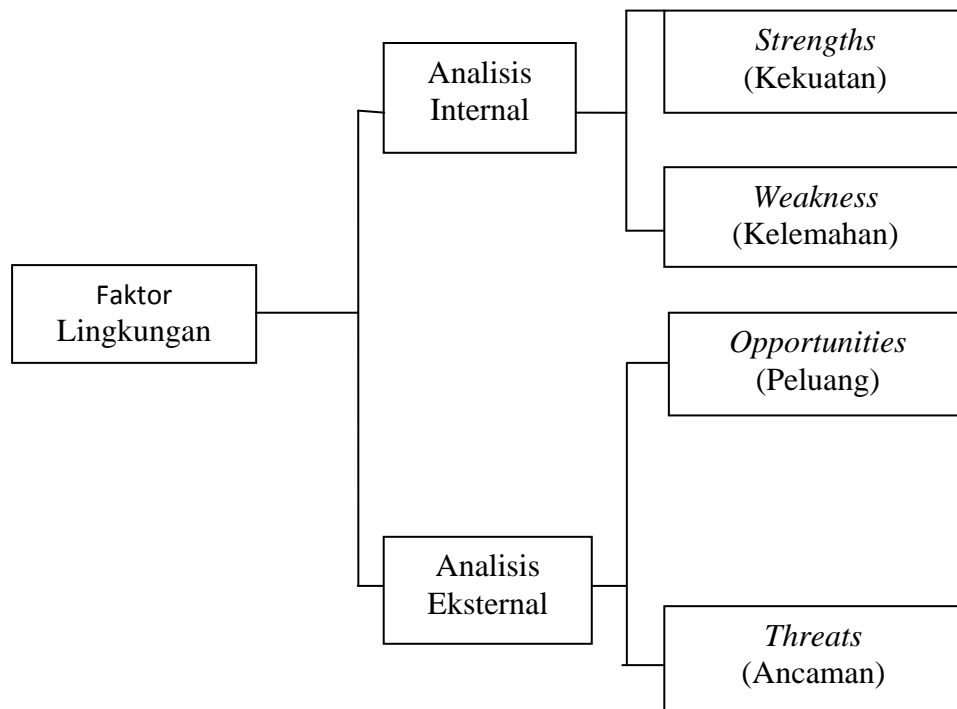 Faktor
Lingkungan
Analisis
Internal
Strengths
(Kekuatan)
Weakness
(Kelemahan)
Analisis
Eksternal
Opportunities
(Peluang)
Threats
(Ancaman)